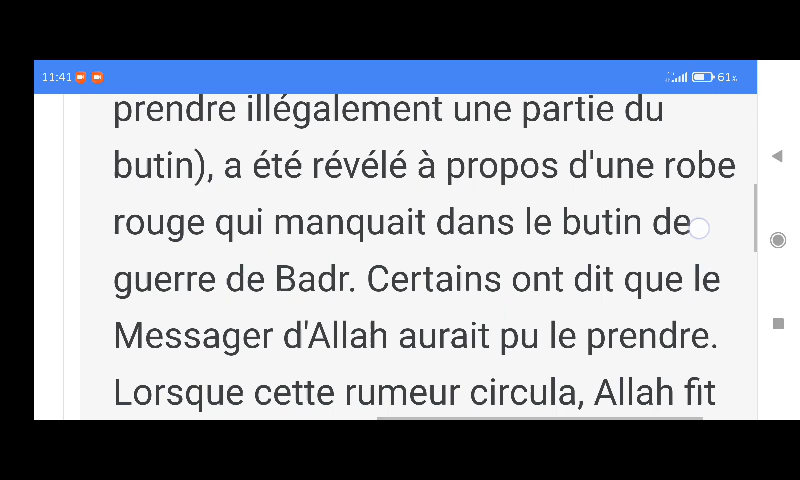 11:41
61%
prendre illégalement une partie du
butin), a été révélé à propos d'une robe
rouge qui manquait dans le butin de
guerre de Badr. Certains ont dit que le
Messager d'Allah aurait pu le prendre.
Lorsque cette rumeur circula, Allah fit